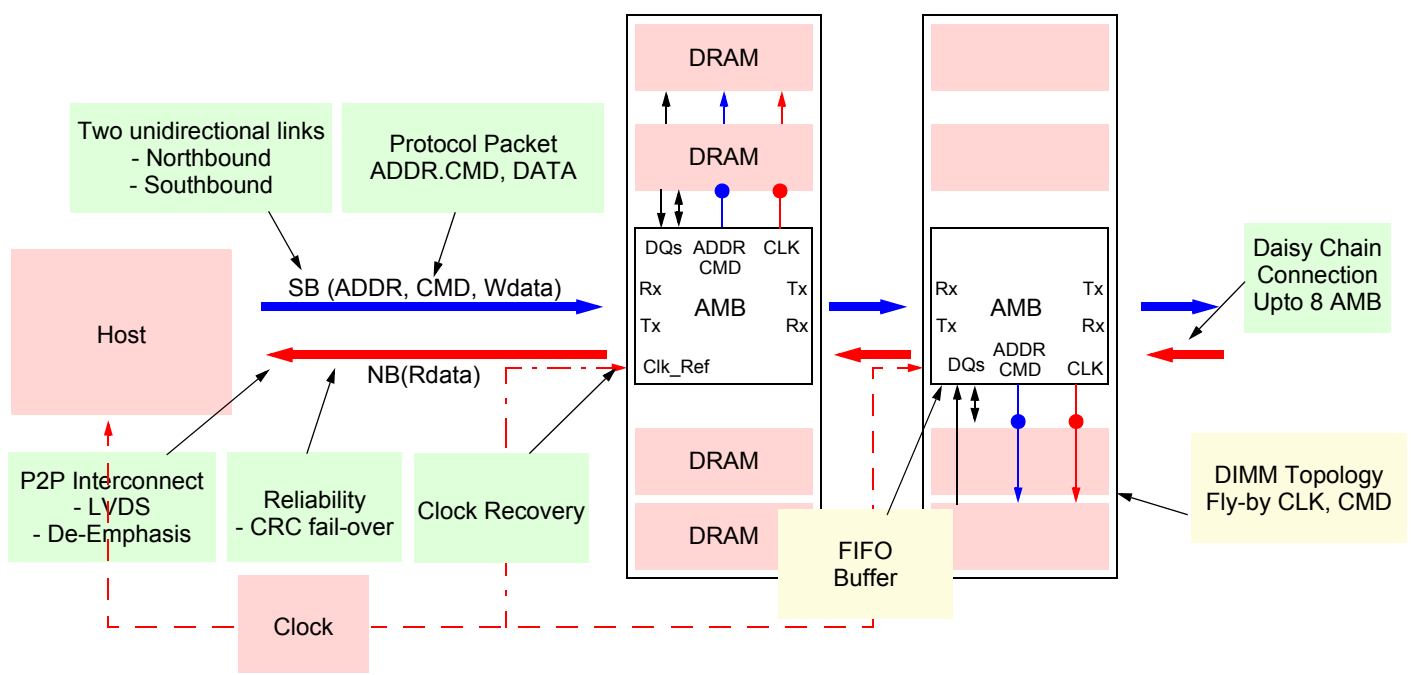 Two unidirectional links
- Northbound
- Southbound
Protocol Packet
ADDR.CMD, DATA
DRAM
DRAM
DQs ADDR CLK
CMD
Rx Tx
AMB
Tx Rx
Clk_Ref
DRAM
DRAM
Host
SB (ADDR, CMD, Wdata)
NB(Rdata)
P2P Interconnect
- LVDS
- De-Emphasis
Reliability
- CRC fail-over
Clock Recovery
Clock
Rx Tx
AMB
Tx Rx
DQs ADDR CLK
CMD
FIFO
Buffer
Daisy Chain
Connection
Upto 8 AMB
DIMM Topology
Fly-by CLK, CMD